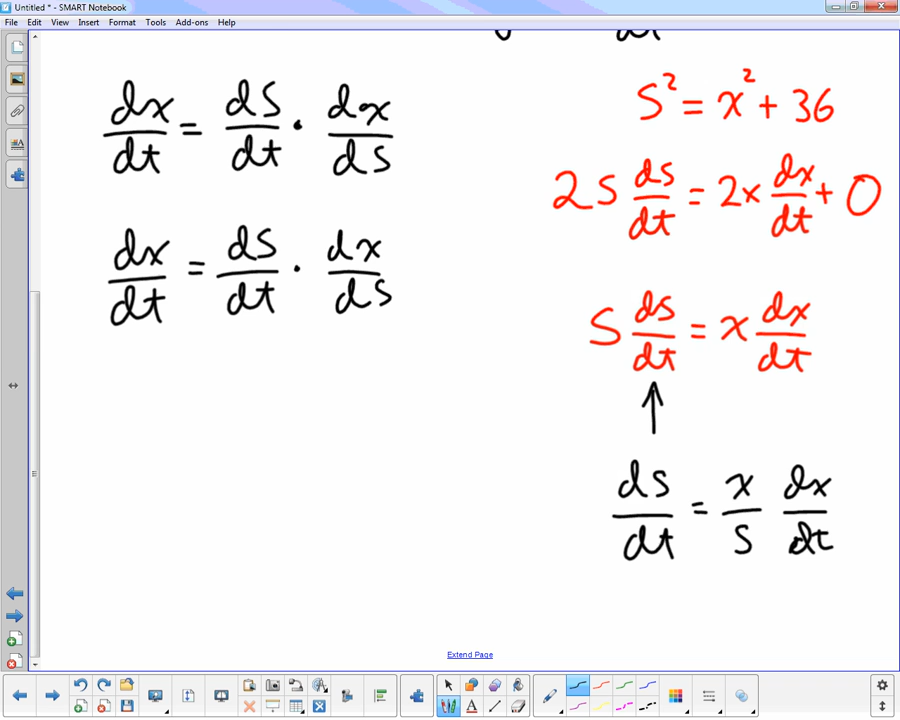 Untitled * - SMART Notebook
File Edit View Insert Format Tools Add-ons Help
dt
dx/dt = ds/dt · dx/ds
s² = x² + 36
2s ds/dt = 2x dx/dt + 0
dx/dt = ds/dt · dx/ds
s ds/dt = x dx/dt
↑
ds/dt = x/s dx/dt
Extend Page